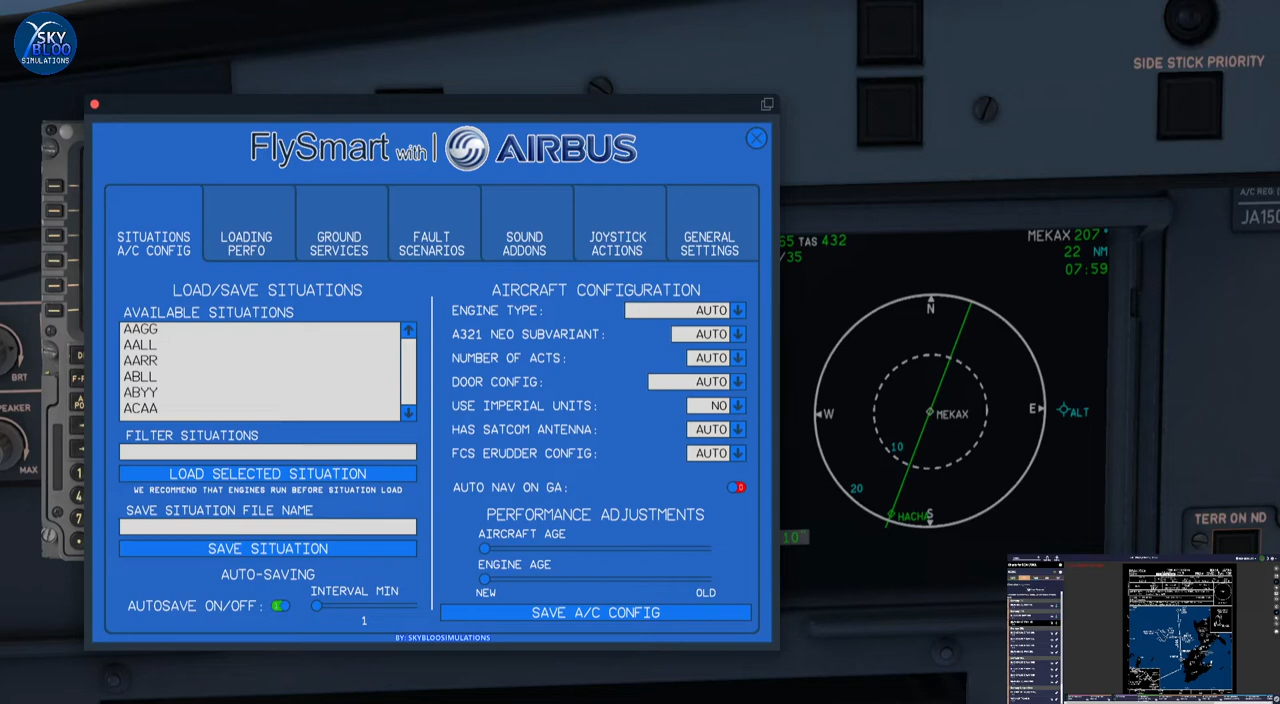 SKY
BLOO
SIMULATIONS
SIDE STICK PRIORITY
FlySmart with AIRBUS
SITUATIONS
A/C CONFIG
LOADING
PERFO
GROUND
SERVICES
FAULT
SCENARIOS
SOUND
ADDONS
JOYSTICK
ACTIONS
GENERAL
SETTINGS
LOAD/SAVE SITUATIONS
AVAILABLE SITUATIONS
AAGG
AALL
AARR
ABLL
ABYY
ACAA
FILTER SITUATIONS
LOAD SELECTED SITUATION
WE RECOMMEND THAT ENGINES RUN BEFORE SITUATION LOAD
SAVE SITUATION FILE NAME
SAVE SITUATION
AUTO-SAVING
AUTOSAVE ON/OFF:
INTERVAL MIN
1
AIRCRAFT CONFIGURATION
ENGINE TYPE: AUTO
A321 NEO SUBVARIANT: AUTO
NUMBER OF ACTS: AUTO
DOOR CONFIG: AUTO
USE IMPERIAL UNITS: NO
HAS SATCOM ANTENNA: AUTO
FCS ERUDDER CONFIG: AUTO
AUTO NAV ON GA:
PERFORMANCE ADJUSTMENTS
AIRCRAFT AGE
ENGINE AGE
NEW OLD
SAVE A/C CONFIG
BY: SKYBLOOSIMULATIONS
BRT
MAX
A/C REG
JA150
TAS 432
/35
MEKAX 207°
22 NM
07:59
N
W
E
S
MEKAX
ALT
10
20
HACHA
10"
TERR ON ND